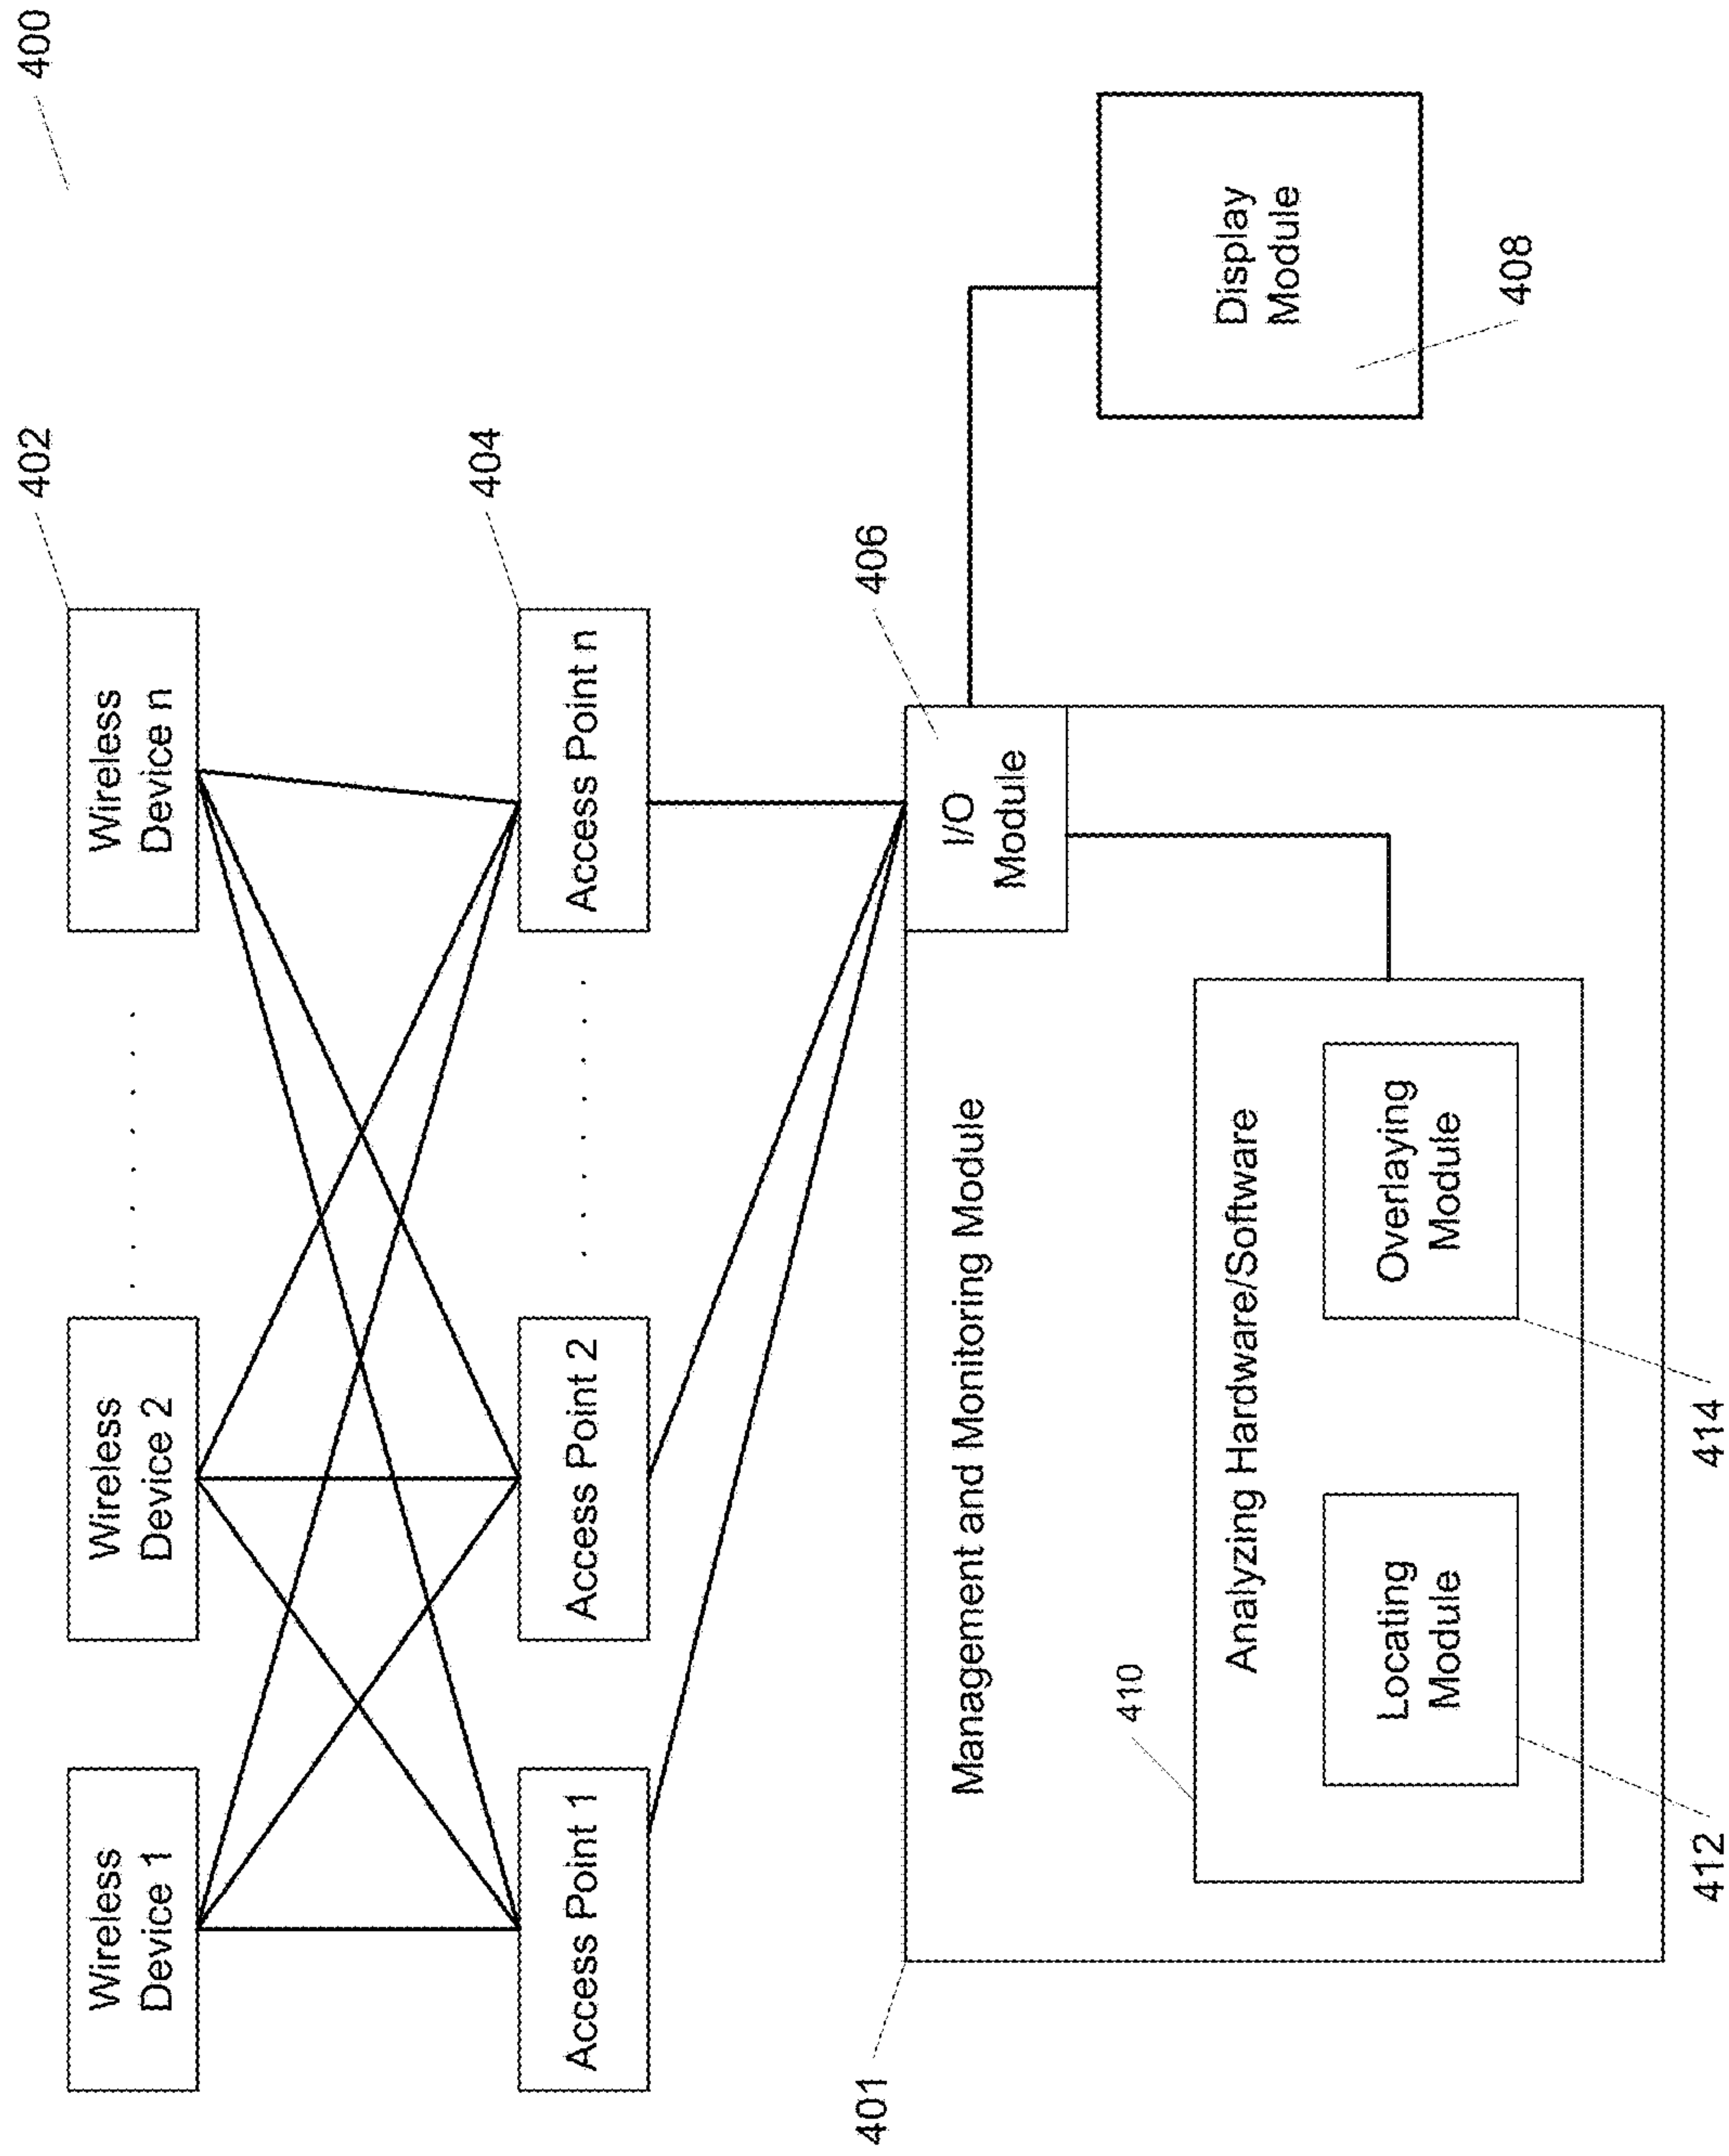 400
402
Wireless
Device 1
Wireless
Device 2
. . . . . . . .
Wireless
Device n
404
Access Point 1
Access Point 2
. . . . . . . .
Access Point n
401
406
I/O
Module
Management and Monitoring Module
Display
Module
408
410
Analyzing Hardware/Software
Locating
Module
Overlaying
Module
412
414